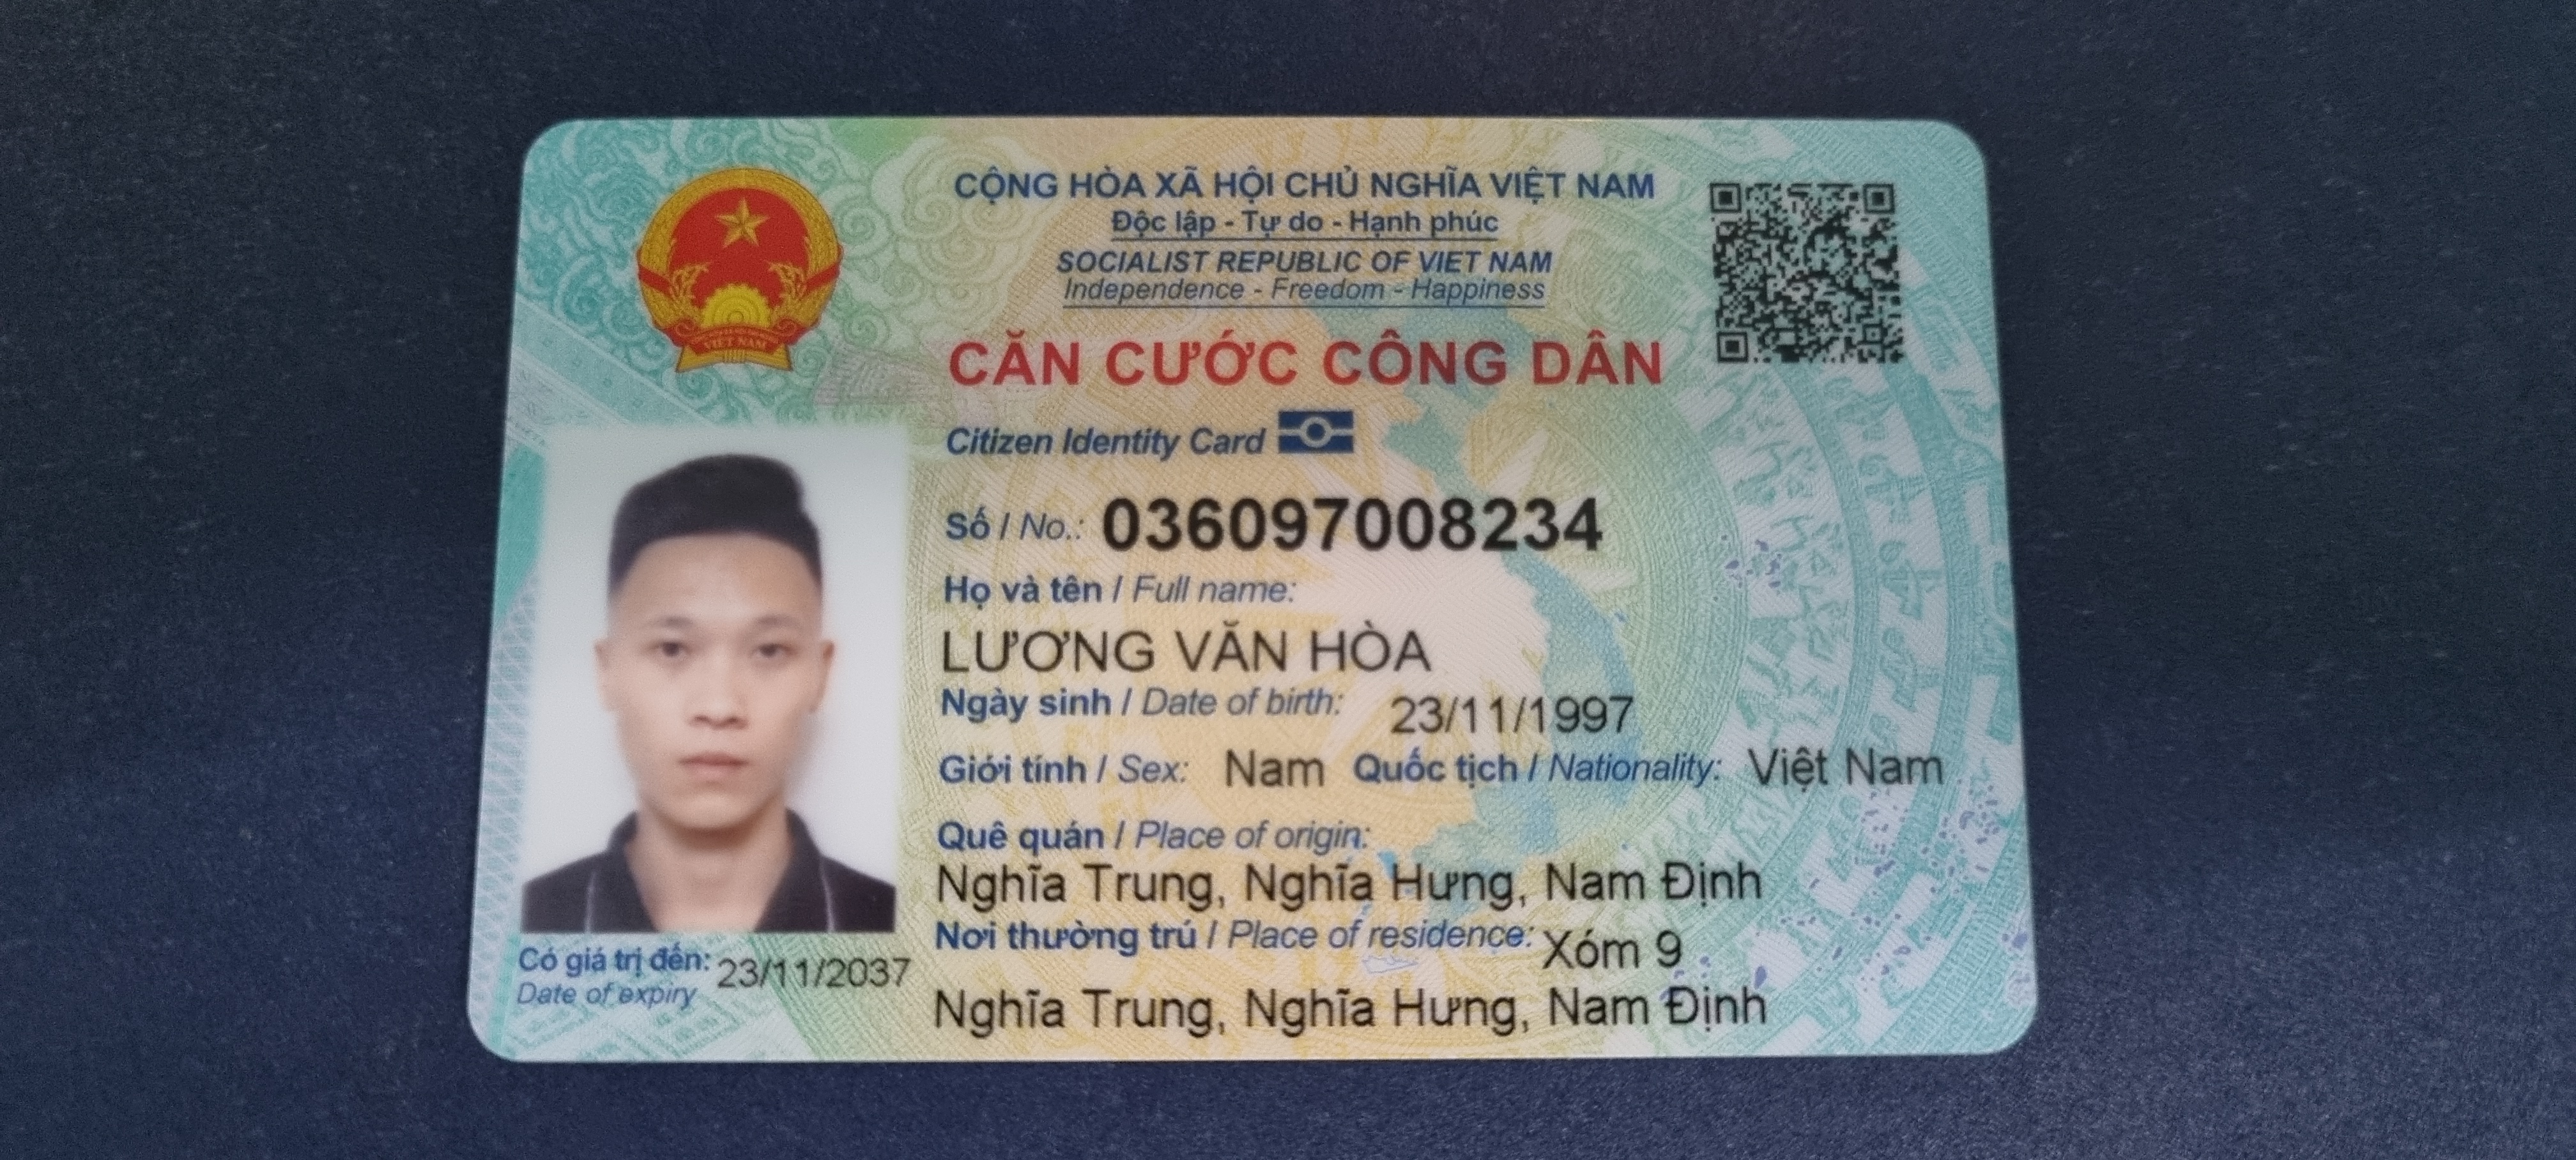 CỘNG HÒA XÃ HỘI CHỦ NGHĨA VIỆT NAM
Độc lập - Tự do - Hạnh phúc
SOCIALIST REPUBLIC OF VIET NAM
Independence - Freedom - Happiness
CĂN CƯỚC CÔNG DÂN
Citizen Identity Card
Số / No.: 036097008234
Họ và tên / Full name:
LƯƠNG VĂN HÒA
Ngày sinh / Date of birth: 23/11/1997
Giới tính / Sex: Nam Quốc tịch / Nationality: Việt Nam
Quê quán / Place of origin:
Nghĩa Trung, Nghĩa Hưng, Nam Định
Nơi thường trú / Place of residence: Xóm 9
Nghĩa Trung, Nghĩa Hưng, Nam Định
Có giá trị đến: 23/11/2037
Date of expiry